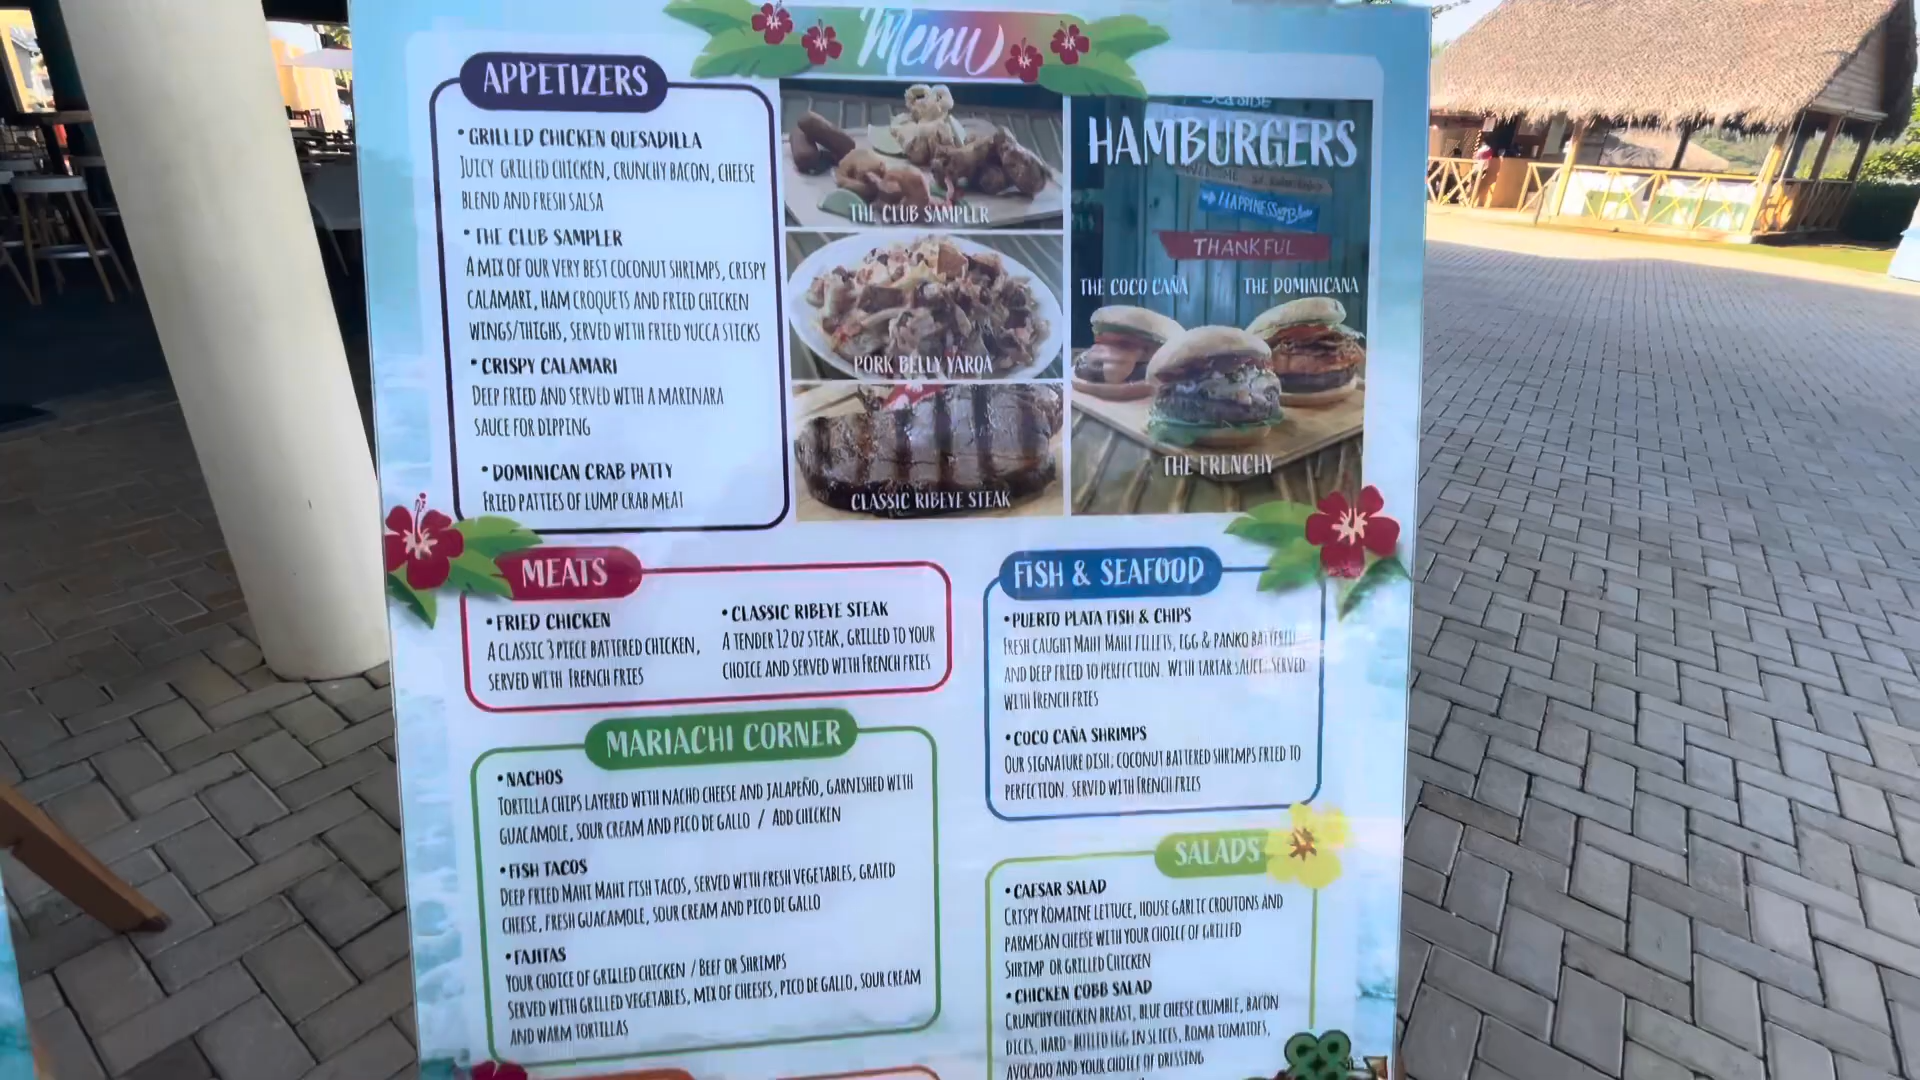 Menu
APPETIZERS
• GRILLED CHICKEN QUESADILLA
JUICY GRILLED CHICKEN, CRUNCHY BACON, CHEESE
BLEND AND FRESH SALSA
• THE CLUB SAMPLER
A MIX OF OUR VERY BEST COCONUT SHRIMPS, CRISPY
CALAMARI, HAM CROQUETS AND FRIED CHICKEN
WINGS/THIGHS, SERVED WITH FRIED YUCCA STICKS
• CRISPY CALAMARI
DEEP FRIED AND SERVED WITH A MARINARA
SAUCE FOR DIPPING
• DOMINICAN CRAB PATTY
FRIED PATTIES OF LUMP CRAB MEAT
THE CLUB SAMPLER
PORK BELLY YAROA
CLASSIC RIBEYE STEAK
SEASIDE
HAMBURGERS
HAPPINESS
THANKFUL
THE COCO CAÑA
THE DOMINICANA
THE FRENCHY
MEATS
• FRIED CHICKEN
A CLASSIC 3 PIECE BATTERED CHICKEN,
SERVED WITH FRENCH FRIES
• CLASSIC RIBEYE STEAK
A TENDER 12 OZ STEAK, GRILLED TO YOUR
CHOICE AND SERVED WITH FRENCH FRIES
FISH & SEAFOOD
• PUERTO PLATA FISH & CHIPS
FRESH CAUGHT MAHI MAHI FILLETS, EGG & PANKO BATTERED
AND DEEP FRIED TO PERFECTION. WITH TARTAR SAUCE. SERVED
WITH FRENCH FRIES
• COCO CAÑA SHRIMPS
OUR SIGNATURE DISH; COCONUT BATTERED SHRIMPS FRIED TO
PERFECTION. SERVED WITH FRENCH FRIES
MARIACHI CORNER
• NACHOS
TORTILLA CHIPS LAYERED WITH NACHO CHEESE AND JALAPEÑO, GARNISHED WITH
GUACAMOLE, SOUR CREAM AND PICO DE GALLO / ADD CHICKEN
• FISH TACOS
DEEP FRIED MAHI MAHI FISH TACOS, SERVED WITH FRESH VEGETABLES, GRATED
CHEESE, FRESH GUACAMOLE, SOUR CREAM AND PICO DE GALLO
• FAJITAS
YOUR CHOICE OF GRILLED CHICKEN / BEEF OR SHRIMPS
SERVED WITH GRILLED VEGETABLES, MIX OF CHEESES, PICO DE GALLO, SOUR CREAM
AND WARM TORTILLAS
SALADS
• CAESAR SALAD
CRISPY ROMAINE LETTUCE, HOUSE GARLIC CROUTONS AND
PARMESAN CHEESE WITH YOUR CHOICE OF GRILLED
SHRIMP OR GRILLED CHICKEN
• CHICKEN COBB SALAD
CRUNCHY CHICKEN BREAST, BLUE CHEESE CRUMBLE, BACON
DICES, HARD-BOILED EGG IN SLICES, ROMA TOMATOES,
AVOCADO AND YOUR CHOICE OF DRESSING